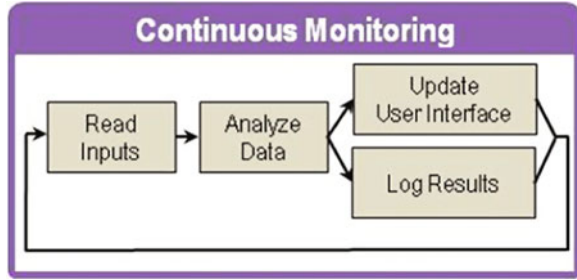 Continuous Monitoring
Read
Inputs
Analyze
Data
Update
User Interface
Log Results